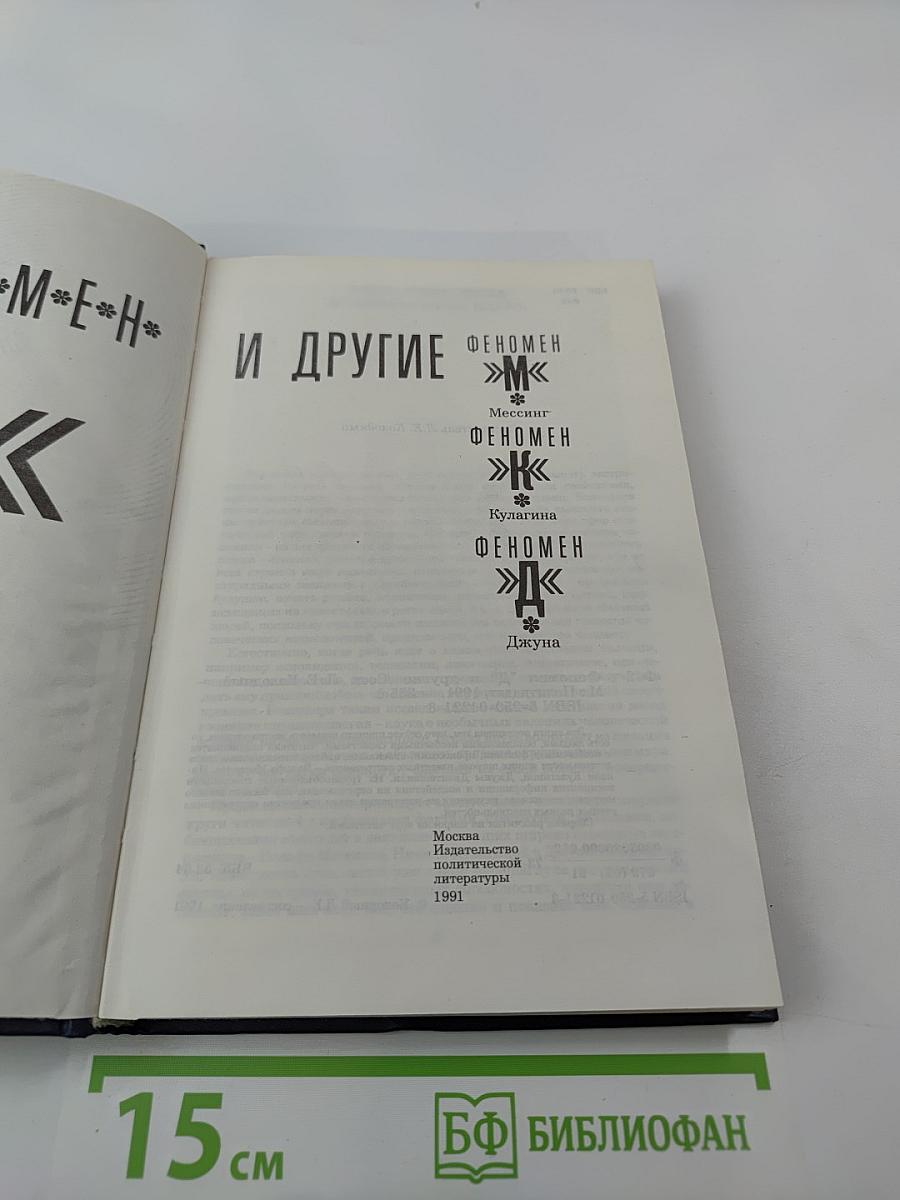 *М*Е*Н*
«
И ДРУГИЕ
ФЕНОМЕН
»М«
*
Мессинг
ФЕНОМЕН
»К«
*
Кулагина
ФЕНОМЕН
»Д«
*
Джуна
Москва
Издательство
политической
литературы
1991
15 см
БФ БИБЛИОФАН